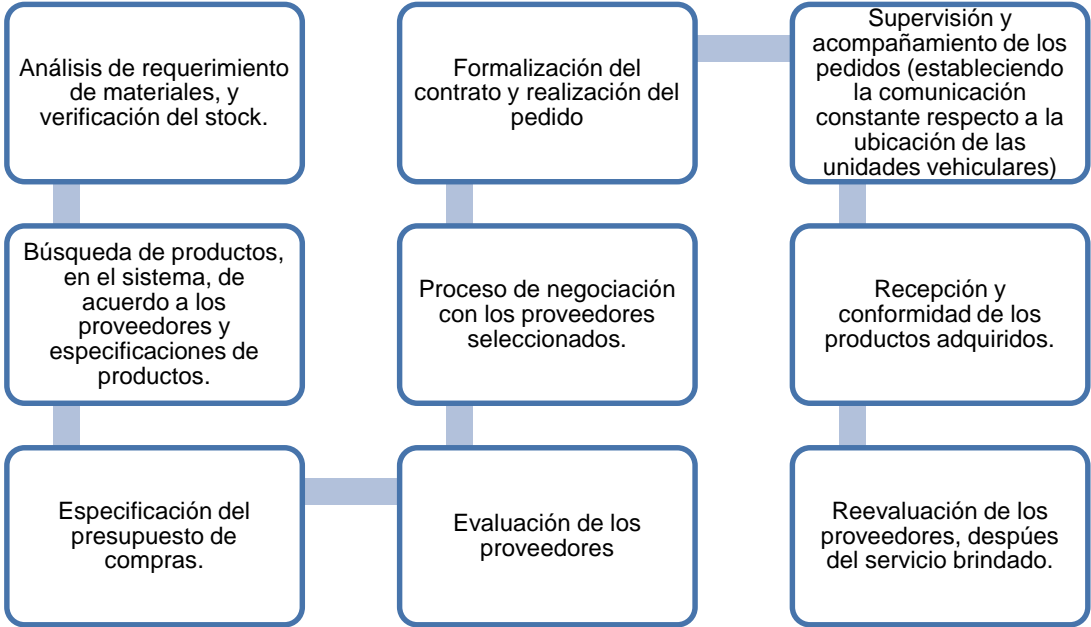 Análisis de requerimiento
de materiales, y
verificación del stock.
Búsqueda de productos,
en el sistema, de
acuerdo a los
proveedores y
especificaciones de
productos.
Especificación del
presupuesto de
compras.
Evaluación de los
proveedores
Proceso de negociación
con los proveedores
seleccionados.
Formalización del
contrato y realización del
pedido
Supervisión y
acompañamiento de los
pedidos (estableciendo
la comunicación
constante respecto a la
ubicación de las
unidades vehiculares)
Recepción y
conformidad de los
productos adquiridos.
Reevaluación de los
proveedores, despúes
del servicio brindado.